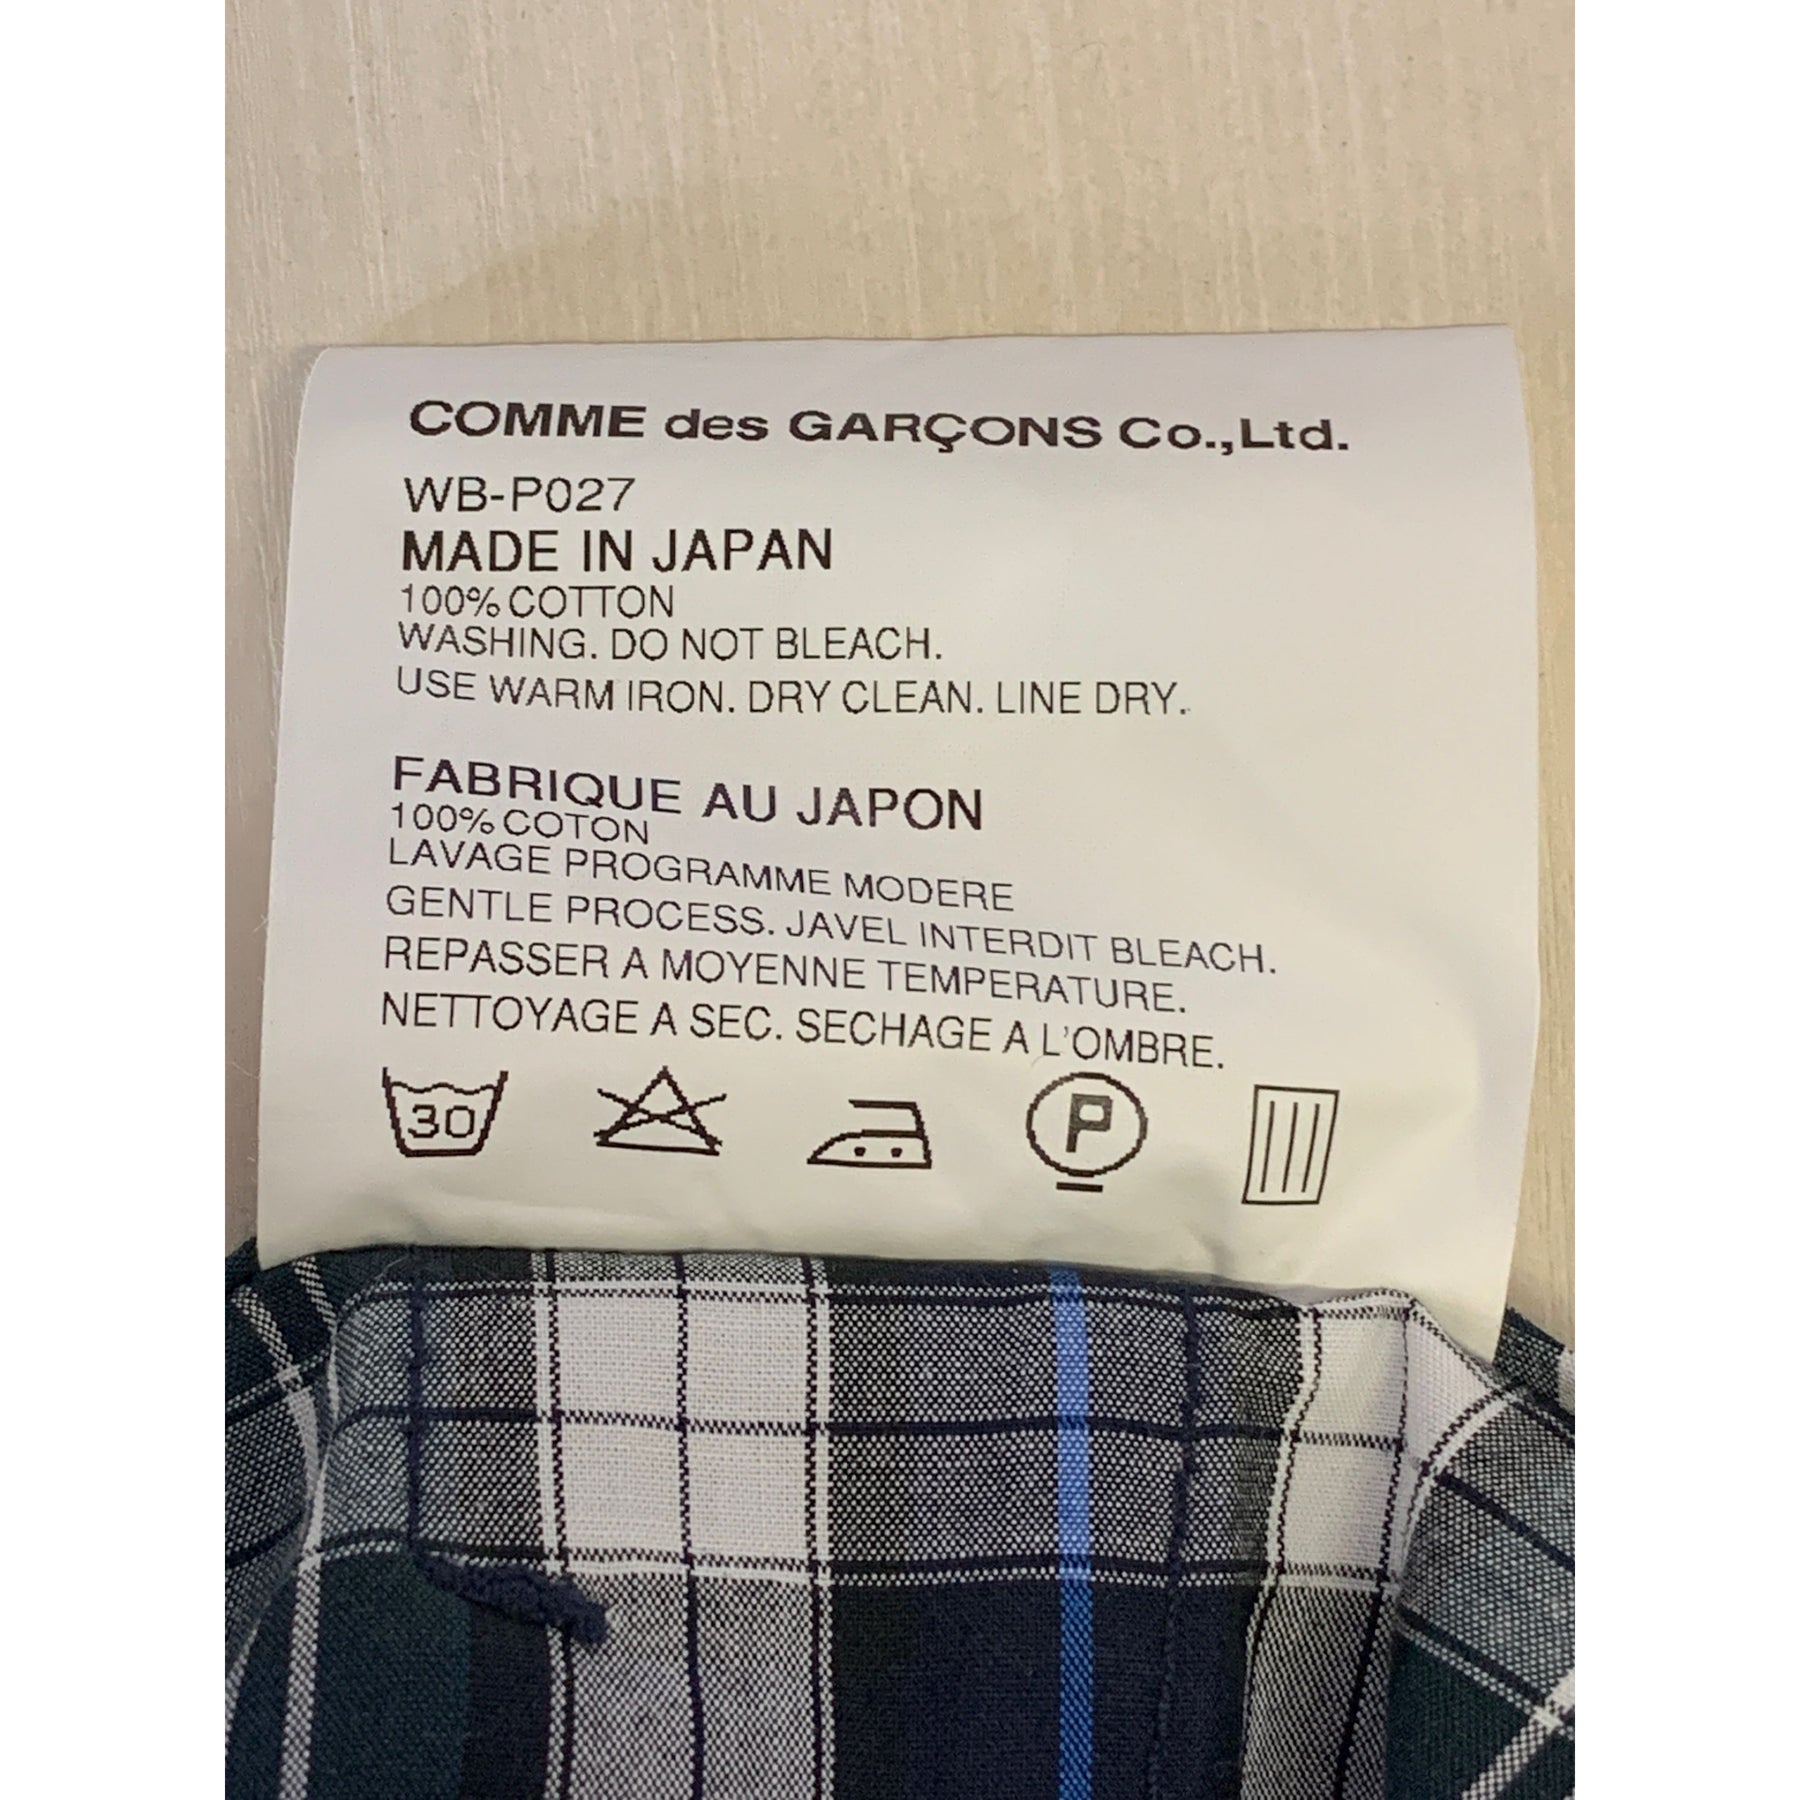 COMME des GARÇONS Co.,Ltd.
WB-P027
MADE IN JAPAN
100% COTTON
WASHING. DO NOT BLEACH.
USE WARM IRON. DRY CLEAN. LINE DRY.
FABRIQUE AU JAPON
100% COTON
LAVAGE PROGRAMME MODERE
GENTLE PROCESS. JAVEL INTERDIT BLEACH.
REPASSER A MOYENNE TEMPERATURE.
NETTOYAGE A SEC. SECHAGE A L'OMBRE.
30 P